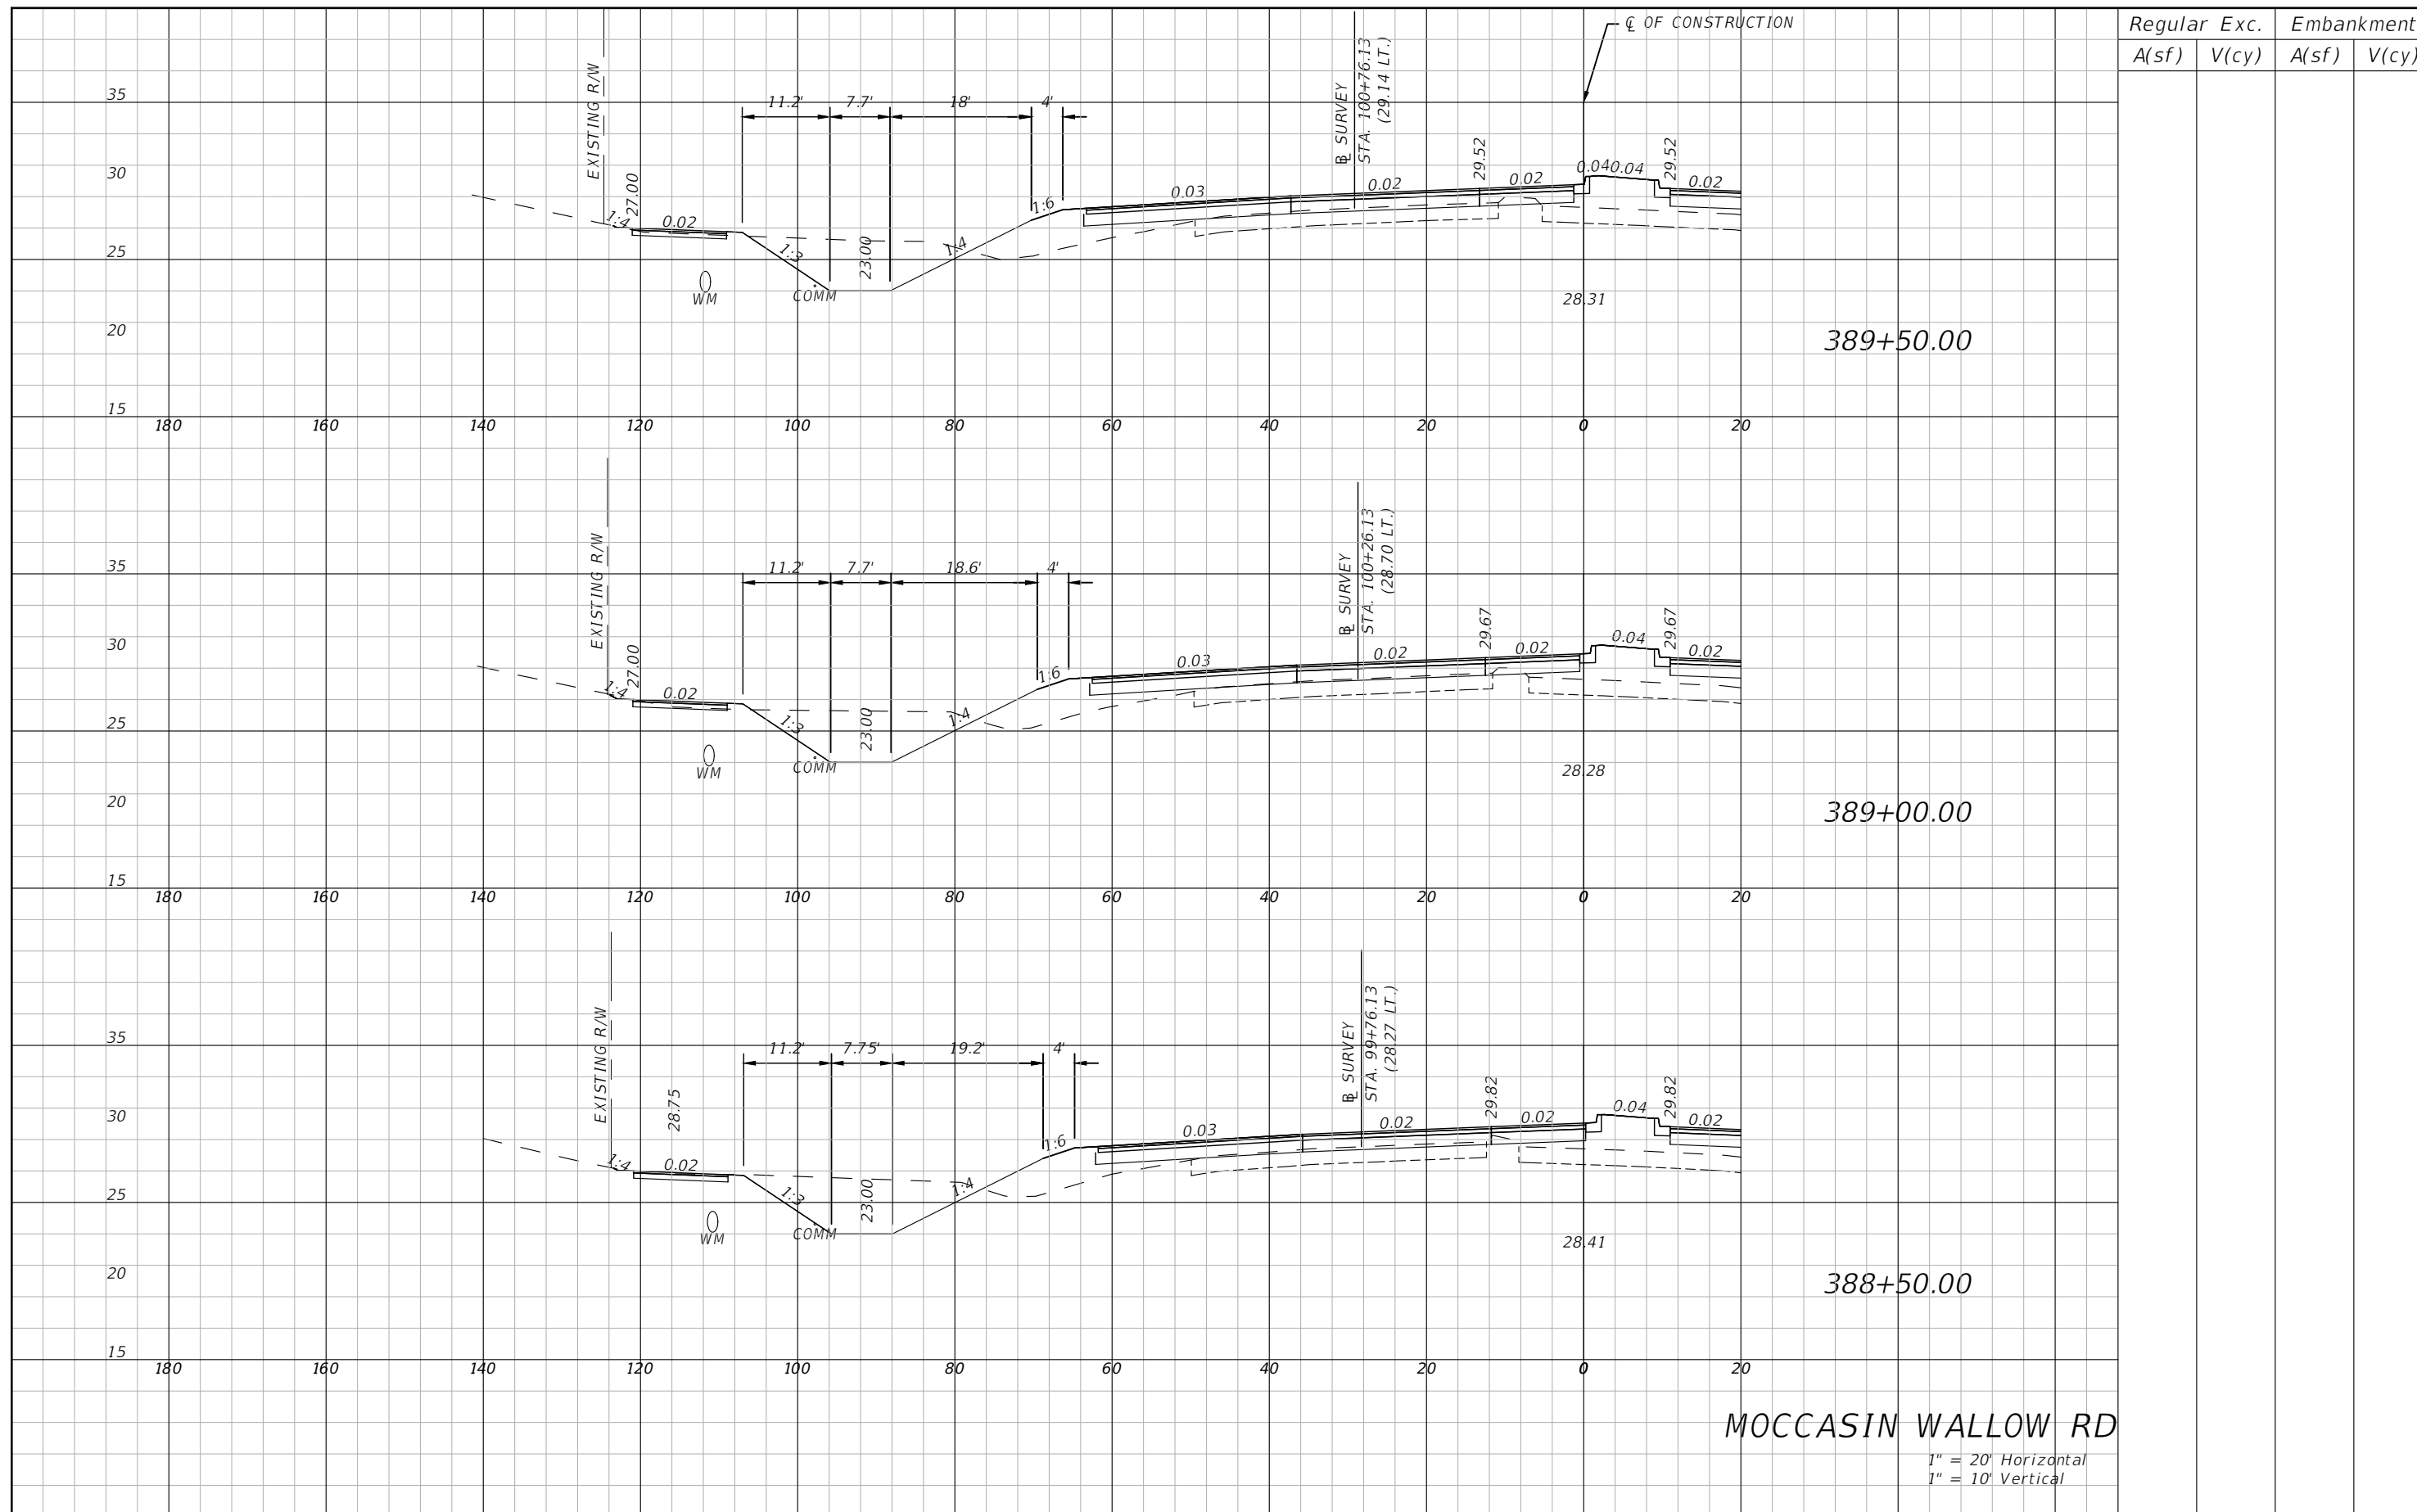 Regular Exc. Embankment
A(sf) V(cy) A(sf) V(cy)
℄ OF CONSTRUCTION
EXISTING R/W
℄ SURVEY
STA. 100+76.13
(29.14 LT.)
35
11.2' 7.7' 18' 4'
30
27.00
1:4
0.02
1:3
23.00
1:4
1:6
0.03
0.02
29.52
0.02
0.04 0.04
29.52
0.02
25
WM
COMM
28.31
20
389+50.00
15
180 160 140 120 100 80 60 40 20 0 20
EXISTING R/W
℄ SURVEY
STA. 100+26.13
(28.70 LT.)
35
11.2' 7.7' 18.6' 4'
30
27.00
1:4
0.02
1:3
23.00
1:4
1:6
0.03
0.02
29.67
0.02
0.04
29.67
0.02
25
WM
COMM
28.28
20
389+00.00
15
180 160 140 120 100 80 60 40 20 0 20
EXISTING R/W
℄ SURVEY
STA. 99+76.13
(28.27 LT.)
35
11.2' 7.75' 19.2' 4'
30
28.75
1:4
0.02
1:3
23.00
1:4
1:6
0.03
0.02
29.82
0.02
0.04
29.82
0.02
25
WM
COMM
28.41
20
388+50.00
15
180 160 140 120 100 80 60 40 20 0 20
MOCCASIN WALLOW RD
1" = 20' Horizontal
1" = 10' Vertical